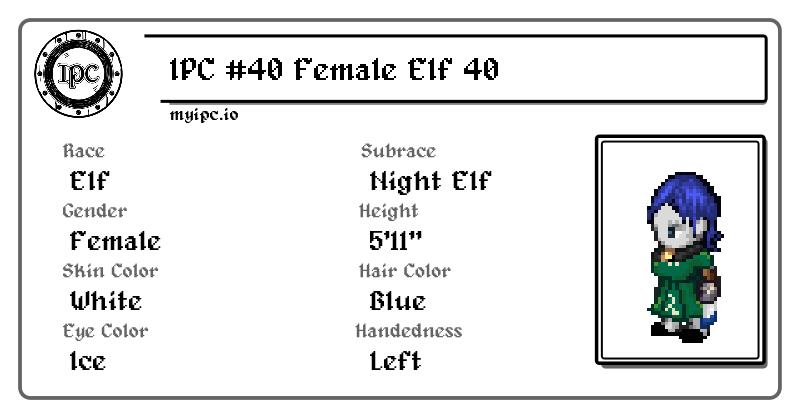 IPC
IPC #40 Female Elf 40
myipc.io
Race
Elf
Subrace
Night Elf
Gender
Female
Height
5'11"
Skin Color
White
Hair Color
Blue
Eye Color
Ice
Handedness
Left